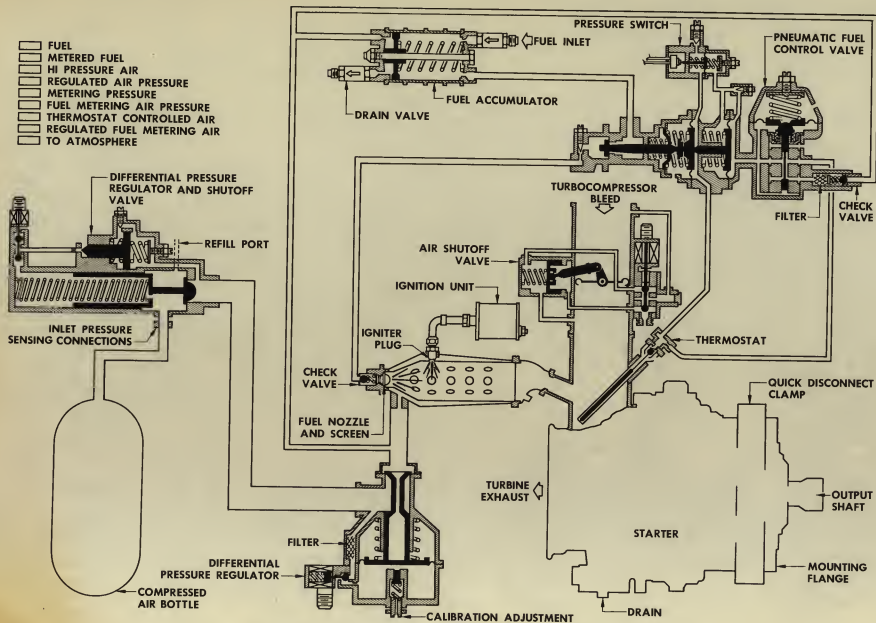 FUEL
METERED FUEL
HI PRESSURE AIR
REGULATED AIR PRESSURE
METERING PRESSURE
FUEL METERING AIR PRESSURE
THERMOSTAT CONTROLLED AIR
REGULATED FUEL METERING AIR
TO ATMOSPHERE
FUEL INLET
DRAIN VALVE
FUEL ACCUMULATOR
PRESSURE SWITCH
PNEUMATIC FUEL
CONTROL VALVE
DIFFERENTIAL PRESSURE
REGULATOR AND SHUTOFF
VALVE
REFILL PORT
TURBOCOMPRESSOR
BLEED
FILTER
CHECK
VALVE
AIR SHUTOFF
VALVE
IGNITION UNIT
INLET PRESSURE
SENSING CONNECTIONS
IGNITER
PLUG
THERMOSTAT
CHECK
VALVE
QUICK DISCONNECT
CLAMP
FUEL NOZZLE
AND SCREEN
TURBINE
EXHAUST
OUTPUT
SHAFT
STARTER
FILTER
DIFFERENTIAL
PRESSURE REGULATOR
MOUNTING
FLANGE
COMPRESSED
AIR BOTTLE
CALIBRATION ADJUSTMENT
DRAIN